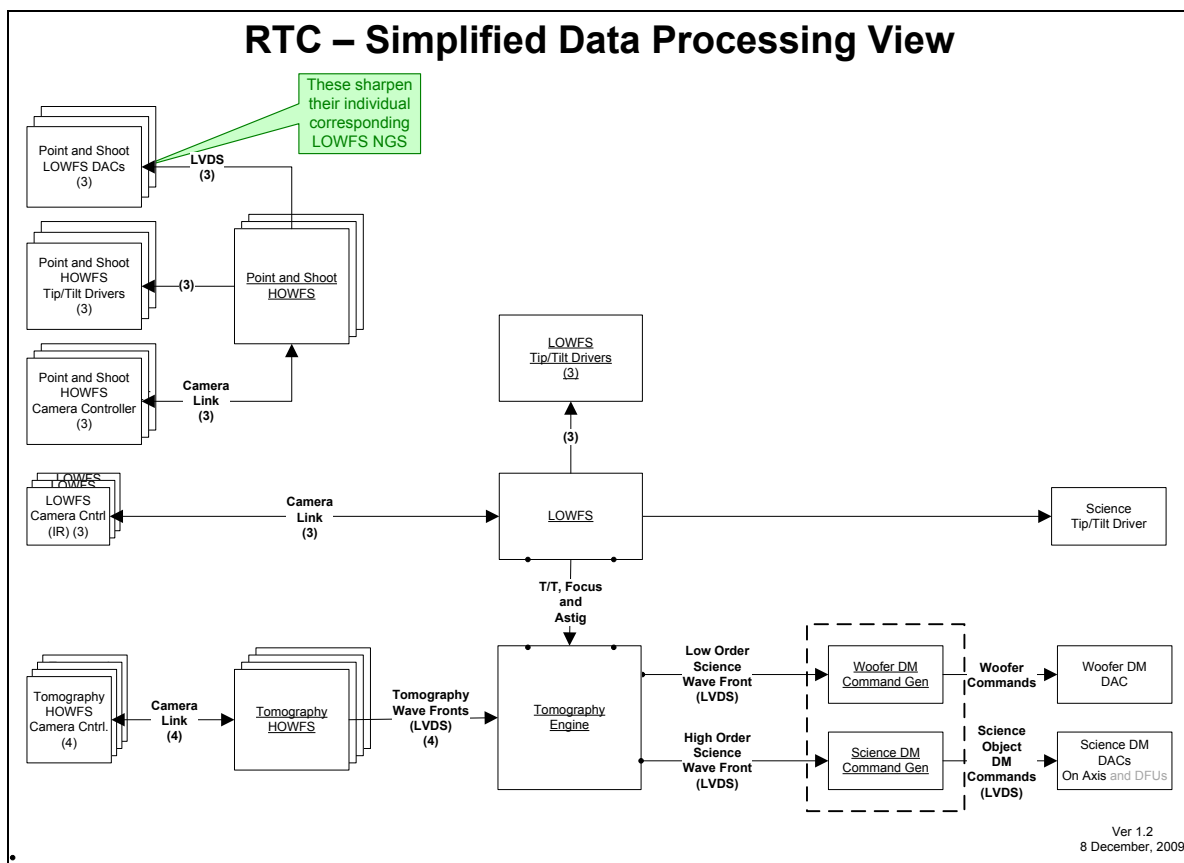 RTC – Simplified Data Processing View
These sharpen
their individual
corresponding
LOWFS NGS
Point and Shoot
LOWFS DACs
(3)
LVDS
(3)
Point and Shoot
HOWFS
Tip/Tilt Drivers
(3)
(3)
Point and Shoot
HOWFS
Point and Shoot
HOWFS
Camera Controller
(3)
Camera
Link
(3)
LOWFS
Tip/Tilt Drivers
(3)
(3)
LOWFS
LOWFS
LOWFS
Camera Cntrl
(IR) (3)
Camera
Link
(3)
LOWFS
Science
Tip/Tilt Driver
T/T, Focus
and
Astig
Tomography
HOWFS
Camera Cntrl.
(4)
Camera
Link
(4)
Tomography
HOWFS
Tomography
Wave Fronts
(LVDS)
(4)
Tomography
Engine
Low Order
Science
Wave Front
(LVDS)
Woofer DM
Command Gen
Woofer
Commands
Woofer DM
DAC
High Order
Science
Wave Front
(LVDS)
Science DM
Command Gen
Science
Object
DM
Commands
(LVDS)
Science DM
DACs
On Axis and DFUs
Ver 1.2
8 December, 2009